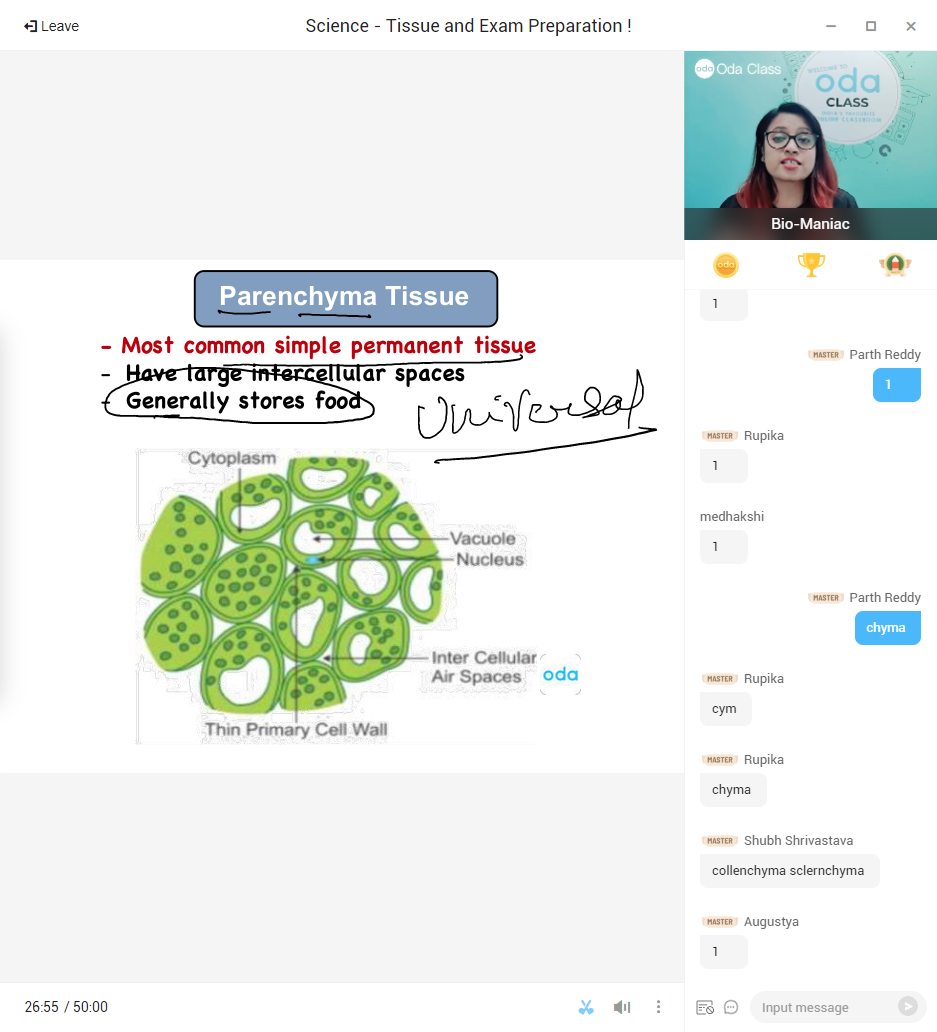 Leave
Science - Tissue and Exam Preparation !
oda Oda Class
WELCOME TO
oda
CLASS
Bio-Maniac
oda
Parenchyma Tissue
- Most common simple permanent tissue
- Have large intercellular spaces
- Generally stores food
Universal
Cytoplasm
Vacuole
Nucleus
Inter Cellular
Air Spaces
oda
Thin Primary Cell Wall
1
MASTER Parth Reddy
1
MASTER Rupika
1
medhakshi
1
MASTER Parth Reddy
chyma
MASTER Rupika
cym
MASTER Rupika
chyma
MASTER Shubh Shrivastava
collenchyma sclernchyma
MASTER Augustya
1
26:55 / 50:00
Input message